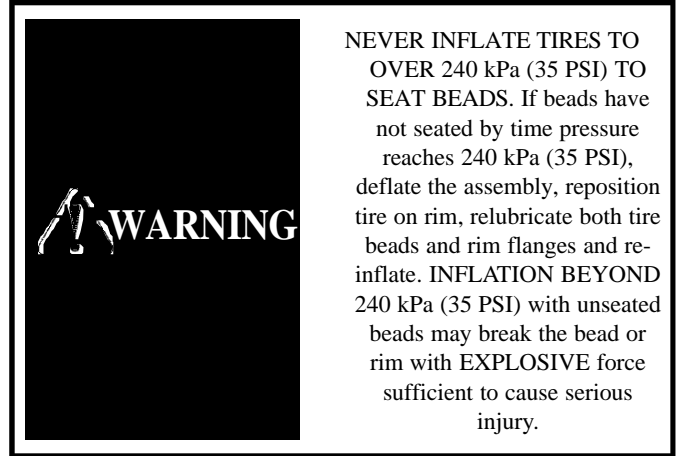 WARNING
NEVER INFLATE TIRES TO
OVER 240 kPa (35 PSI) TO
SEAT BEADS. If beads have
not seated by time pressure
reaches 240 kPa (35 PSI),
deflate the assembly, reposition
tire on rim, relubricate both tire
beads and rim flanges and re-
inflate. INFLATION BEYOND
240 kPa (35 PSI) with unseated
beads may break the bead or
rim with EXPLOSIVE force
sufficient to cause serious
injury.